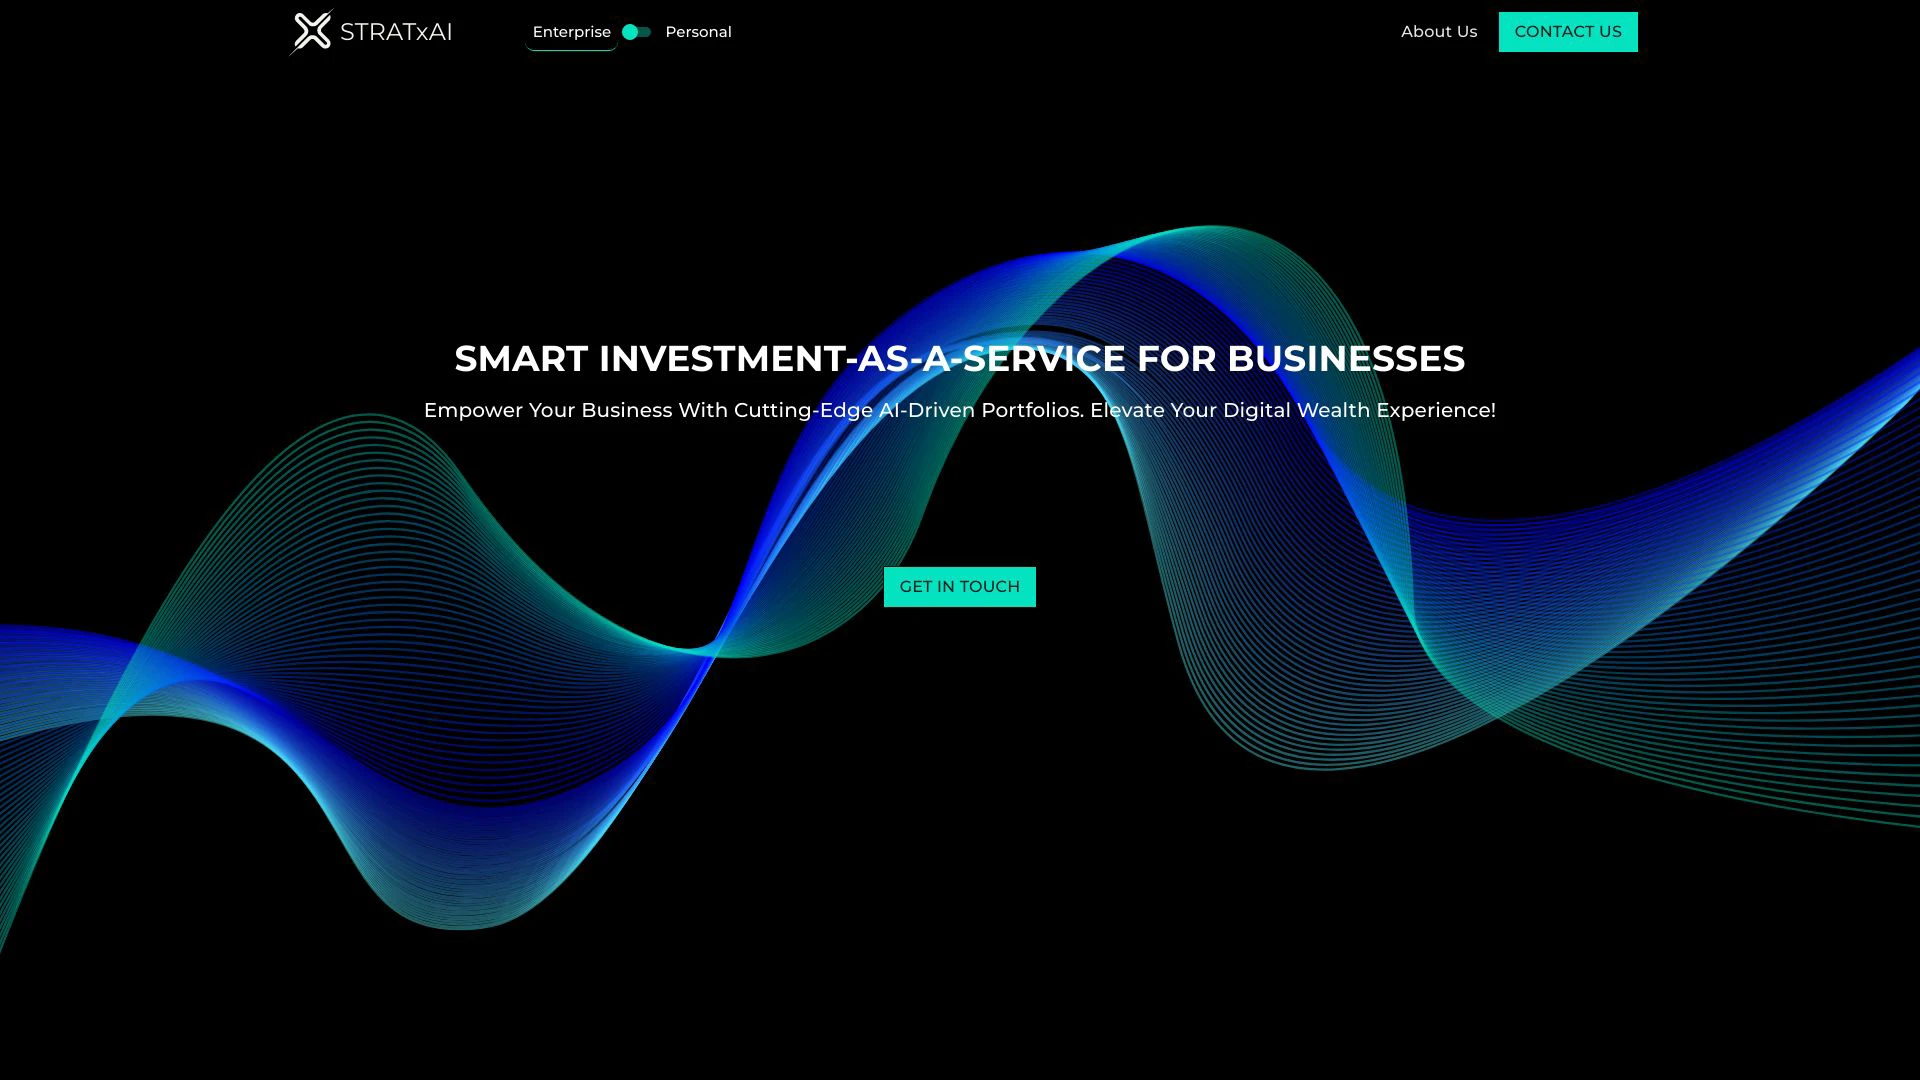 STRATxAI
Enterprise
Personal
About Us
CONTACT US
SMART INVESTMENT-AS-A-SERVICE FOR BUSINESSES
Empower Your Business With Cutting-Edge AI-Driven Portfolios. Elevate Your Digital Wealth Experience!
GET IN TOUCH